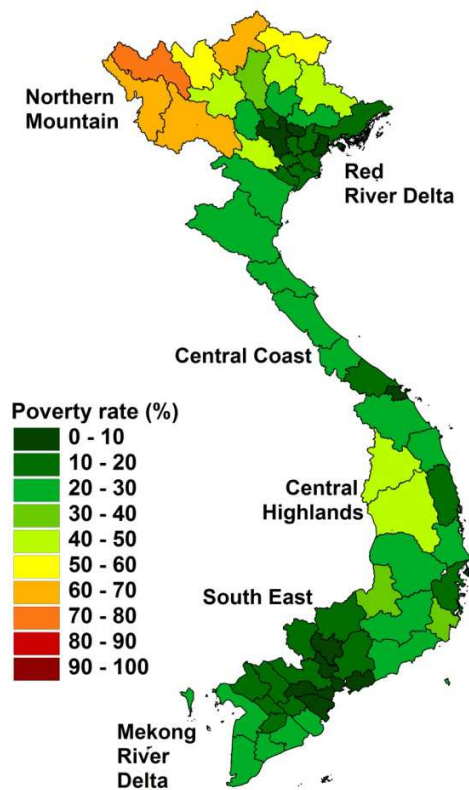 Northern
Mountain
Red
River Delta
Central Coast
Poverty rate (%)
0 - 10
10 - 20
20 - 30
30 - 40
40 - 50
50 - 60
60 - 70
70 - 80
80 - 90
90 - 100
Central
Highlands
South East
Mekong
River
Delta